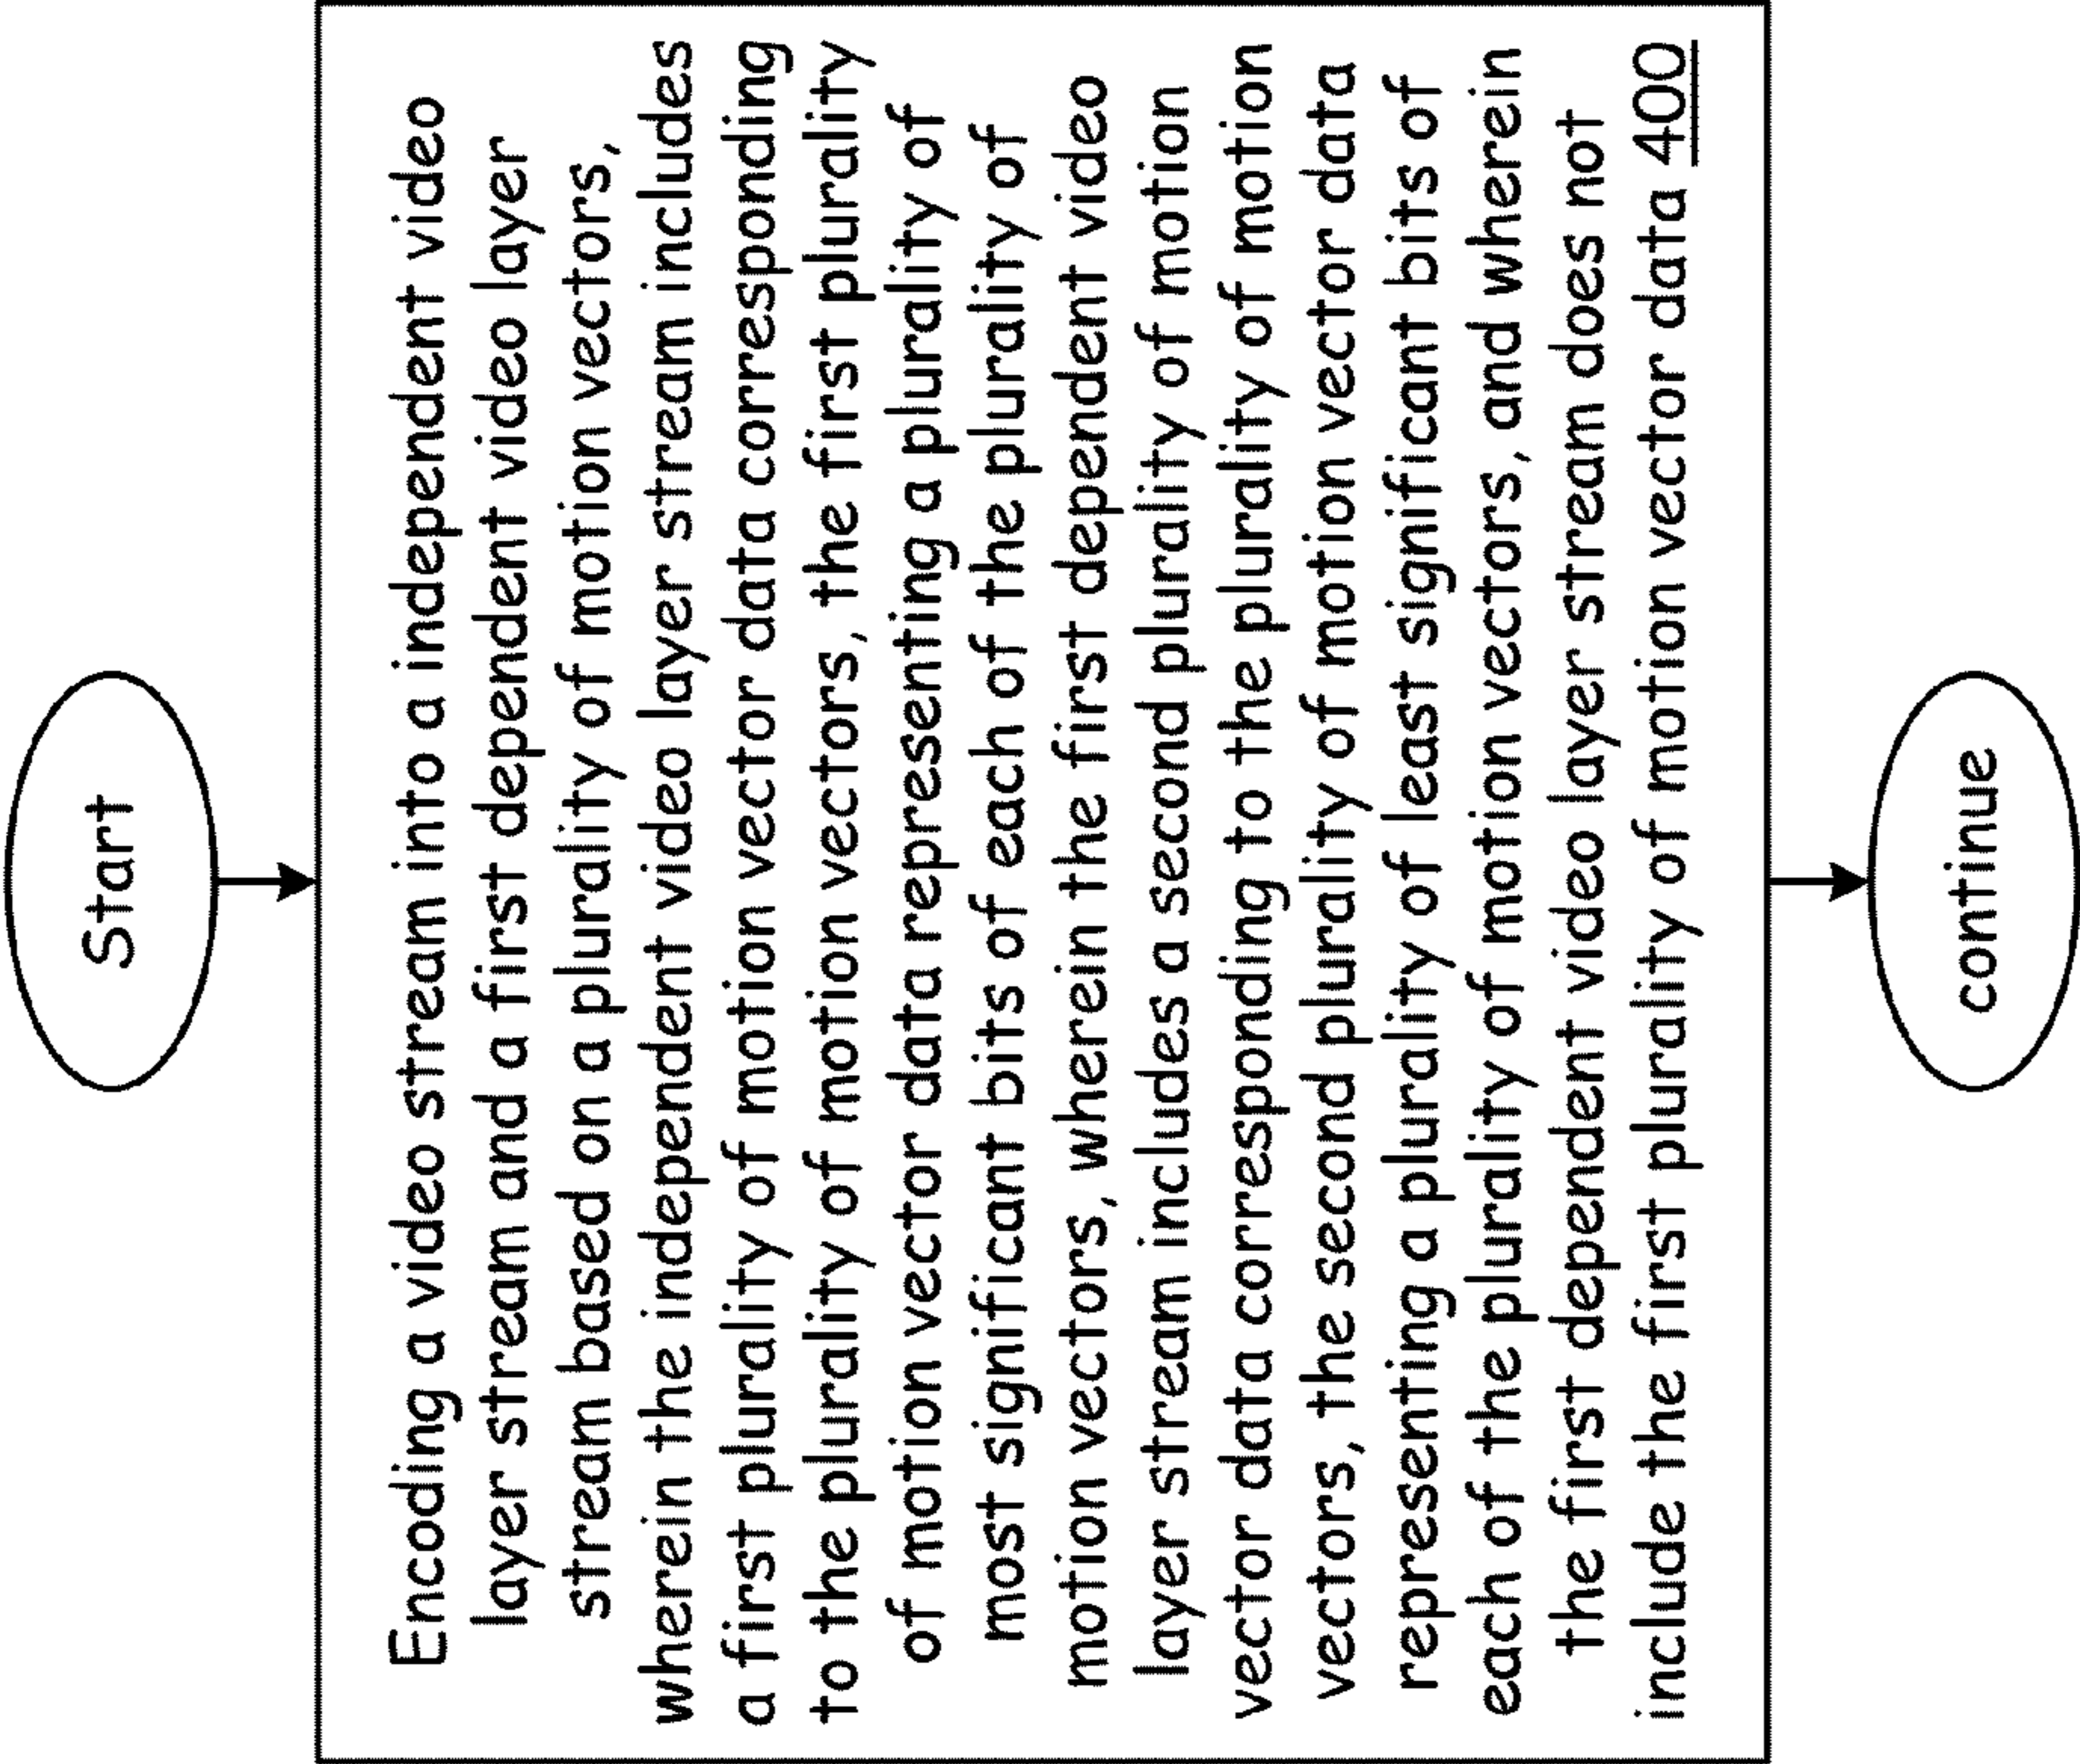 Start
Encoding a video stream into a independent video
layer stream and a first dependent video layer
stream based on a plurality of motion vectors,
wherein the independent video layer stream includes
a first plurality of motion vector data corresponding
to the plurality of motion vectors, the first plurality
of motion vector data representing a plurality of
most significant bits of each of the plurality of
motion vectors, wherein the first dependent video
layer stream includes a second plurality of motion
vector data corresponding to the plurality of motion
vectors, the second plurality of motion vector data
representing a plurality of least significant bits of
each of the plurality of motion vectors, and wherein
the first dependent video layer stream does not
include the first plurality of motion vector data 400
continue